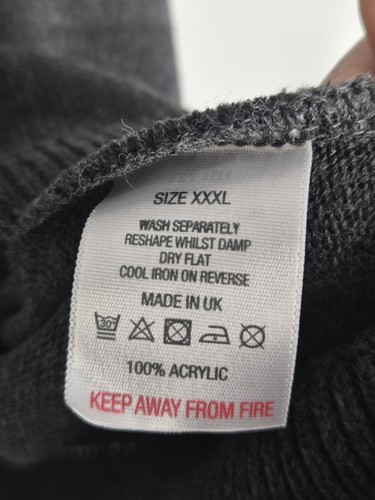 SIZE XXXL
WASH SEPARATELY
RESHAPE WHILST DAMP
DRY FLAT
COOL IRON ON REVERSE
MADE IN UK
30°
100% ACRYLIC
KEEP AWAY FROM FIRE